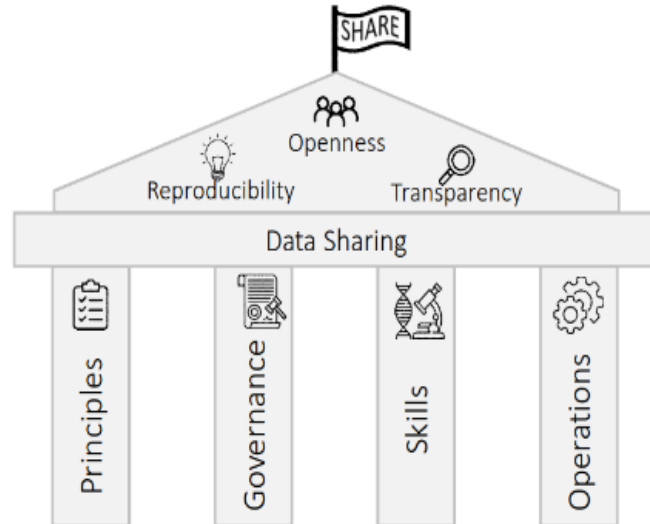 SHARE
Openness
Reproducibility
Transparency
Data Sharing
Principles
Governance
Skills
Operations